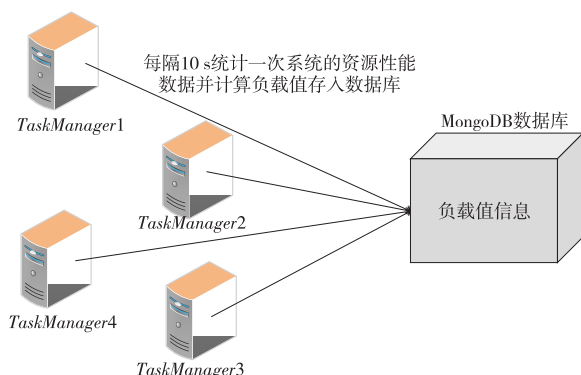 每隔10 s统计一次系统的资源性能
数据并计算负载值存入数据库
TaskManager1
MongoDB数据库
TaskManager2
负载值信息
TaskManager4
TaskManager3